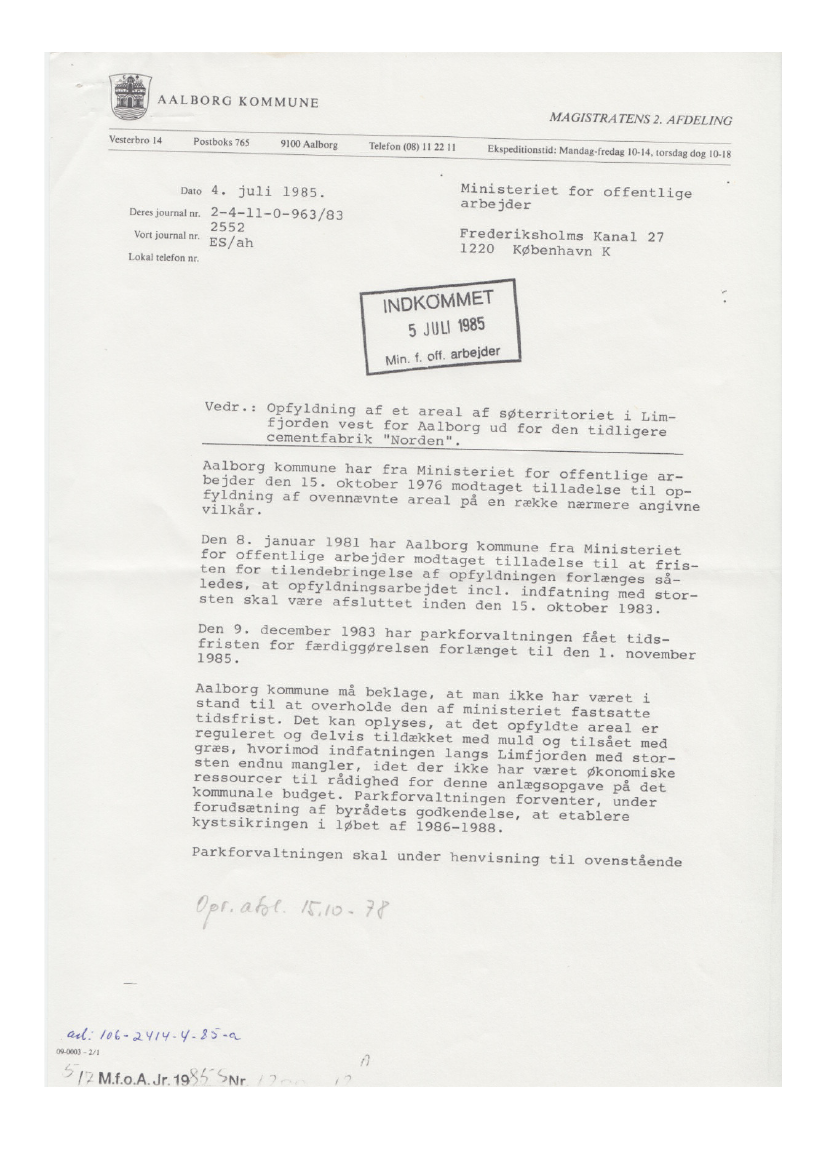 AALBORG KOMMUNE
MAGISTRATENS 2. AFDELING
Vesterbro 14 Postboks 765 9100 Aalborg Telefon (08) 11 22 11 Ekspeditionstid: Mandag-fredag 10-14, torsdag dog 10-18
Dato 4. juli 1985.
Deres journal nr. 2-4-11-0-963/83
Vort journal nr. 2552
ES/ah
Lokal telefon nr.
Ministeriet for offentlige
arbejder
Frederiksholms Kanal 27
1220 København K
INDKOMMET
5 JULI 1985
Min. f. off. arbejder
Vedr.: Opfyldning af et areal af søterritoriet i Lim-
fjorden vest for Aalborg ud for den tidligere
cementfabrik "Norden".
Aalborg kommune har fra Ministeriet for offentlige ar-
bejder den 15. oktober 1976 modtaget tilladelse til op-
fyldning af ovennævnte areal på en række nærmere angivne
vilkår.
Den 8. januar 1981 har Aalborg kommune fra Ministeriet
for offentlige arbejder modtaget tilladelse til at fris-
ten for tilendebringelse af opfyldningen forlænges så-
ledes, at opfyldningsarbejdet incl. indfatning med stor-
sten skal være afsluttet inden den 15. oktober 1983.
Den 9. december 1983 har parkforvaltningen fået tids-
fristen for færdiggørelsen forlænget til den 1. november
1985.
Aalborg kommune må beklage, at man ikke har været i
stand til at overholde den af ministeriet fastsatte
tidsfrist. Det kan oplyses, at det opfyldte areal er
reguleret og delvis tildækket med muld og tilsået med
græs, hvorimod indfatningen langs Limfjorden med stor-
sten endnu mangler, idet der ikke har været økonomiske
ressourcer til rådighed for denne anlægsopgave på det
kommunale budget. Parkforvaltningen forventer, under
forudsætning af byrådets godkendelse, at etablere
kystsikringen i løbet af 1986-1988.
Parkforvaltningen skal under henvisning til ovenstående
Opr. 15.10-78
106-2414-4-85-a
09-0003 - 2/1
5/7 M.f.o.A. Jr. 1985 Nr.